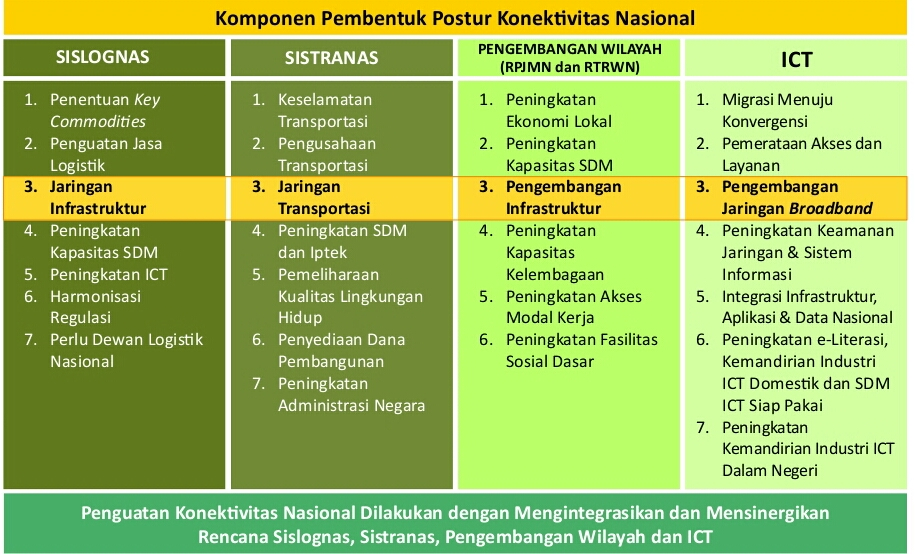 Komponen Pembentuk Postur Konektivitas Nasional
SISLOGNAS
1. Penentuan Key
Commodities
2. Penguatan Jasa
Logistik
3. Jaringan
Infrastruktur
4. Peningkatan
Kapasitas SDM
5. Peningkatan ICT
6. Harmonisasi
Regulasi
7. Perlu Dewan Logistik
Nasional
SISTRANAS
1. Keselamatan
Transportasi
2. Pengusahaan
Transportasi
3. Jaringan
Transportasi
4. Peningkatan SDM
dan Iptek
5. Pemeliharaan
Kualitas Lingkungan
Hidup
6. Penyediaan Dana
Pembangunan
7. Peningkatan
Administrasi Negara
PENGEMBANGAN WILAYAH
(RPJMN dan RTRWN)
1. Peningkatan
Ekonomi Lokal
2. Peningkatan
Kapasitas SDM
3. Pengembangan
Infrastruktur
4. Peningkatan
Kapasitas
Kelembagaan
5. Peningkatan Akses
Modal Kerja
6. Peningkatan Fasilitas
Sosial Dasar
ICT
1. Migrasi Menuju
Konvergensi
2. Pemerataan Akses dan
Layanan
3. Pengembangan
Jaringan Broadband
4. Peningkatan Keamanan
Jaringan & Sistem
Informasi
5. Integrasi Infrastruktur,
Aplikasi & Data Nasional
6. Peningkatan e-Literasi,
Kemandirian Industri
ICT Domestik dan SDM
ICT Siap Pakai
7. Peningkatan
Kemandirian Industri ICT
Dalam Negeri
Penguatan Konektivitas Nasional Dilakukan dengan Mengintegrasikan dan Mensinergikan
Rencana Sislognas, Sistranas, Pengembangan Wilayah dan ICT